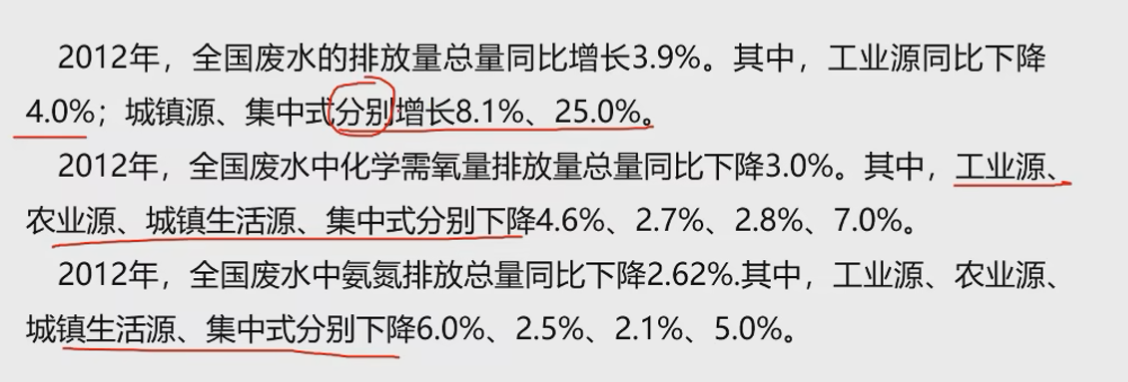 2012年，全国废水的排放量总量同比增长3.9%。其中，工业源同比下降
4.0%；城镇源、集中式分别增长8.1%、25.0%。
2012年，全国废水中化学需氧量排放量总量同比下降3.0%。其中，工业源、
农业源、城镇生活源、集中式分别下降4.6%、2.7%、2.8%、7.0%。
2012年，全国废水中氨氮排放总量同比下降2.62%.其中，工业源、农业源、
城镇生活源、集中式分别下降6.0%、2.5%、2.1%、5.0%。